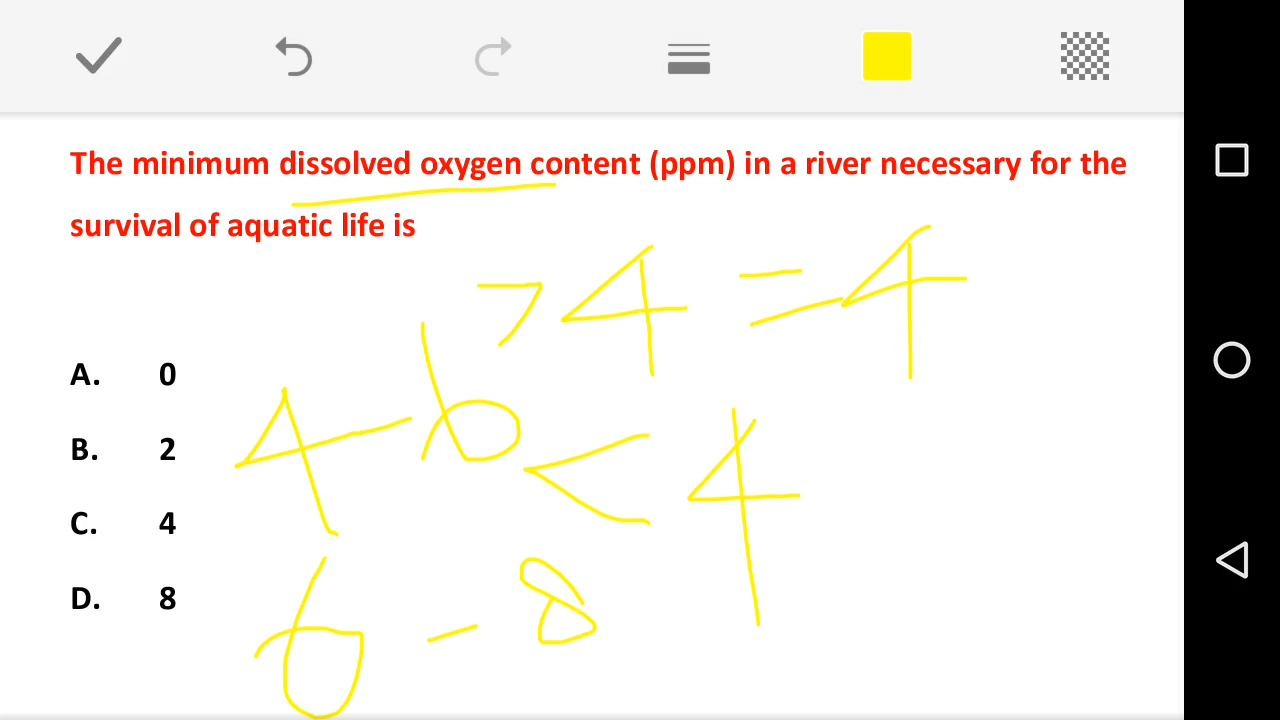 The minimum dissolved oxygen content (ppm) in a river necessary for the
survival of aquatic life is
>4 = 4
A. 0
4 - 6
B. 2
< 4
C. 4
D. 8
6 - 8